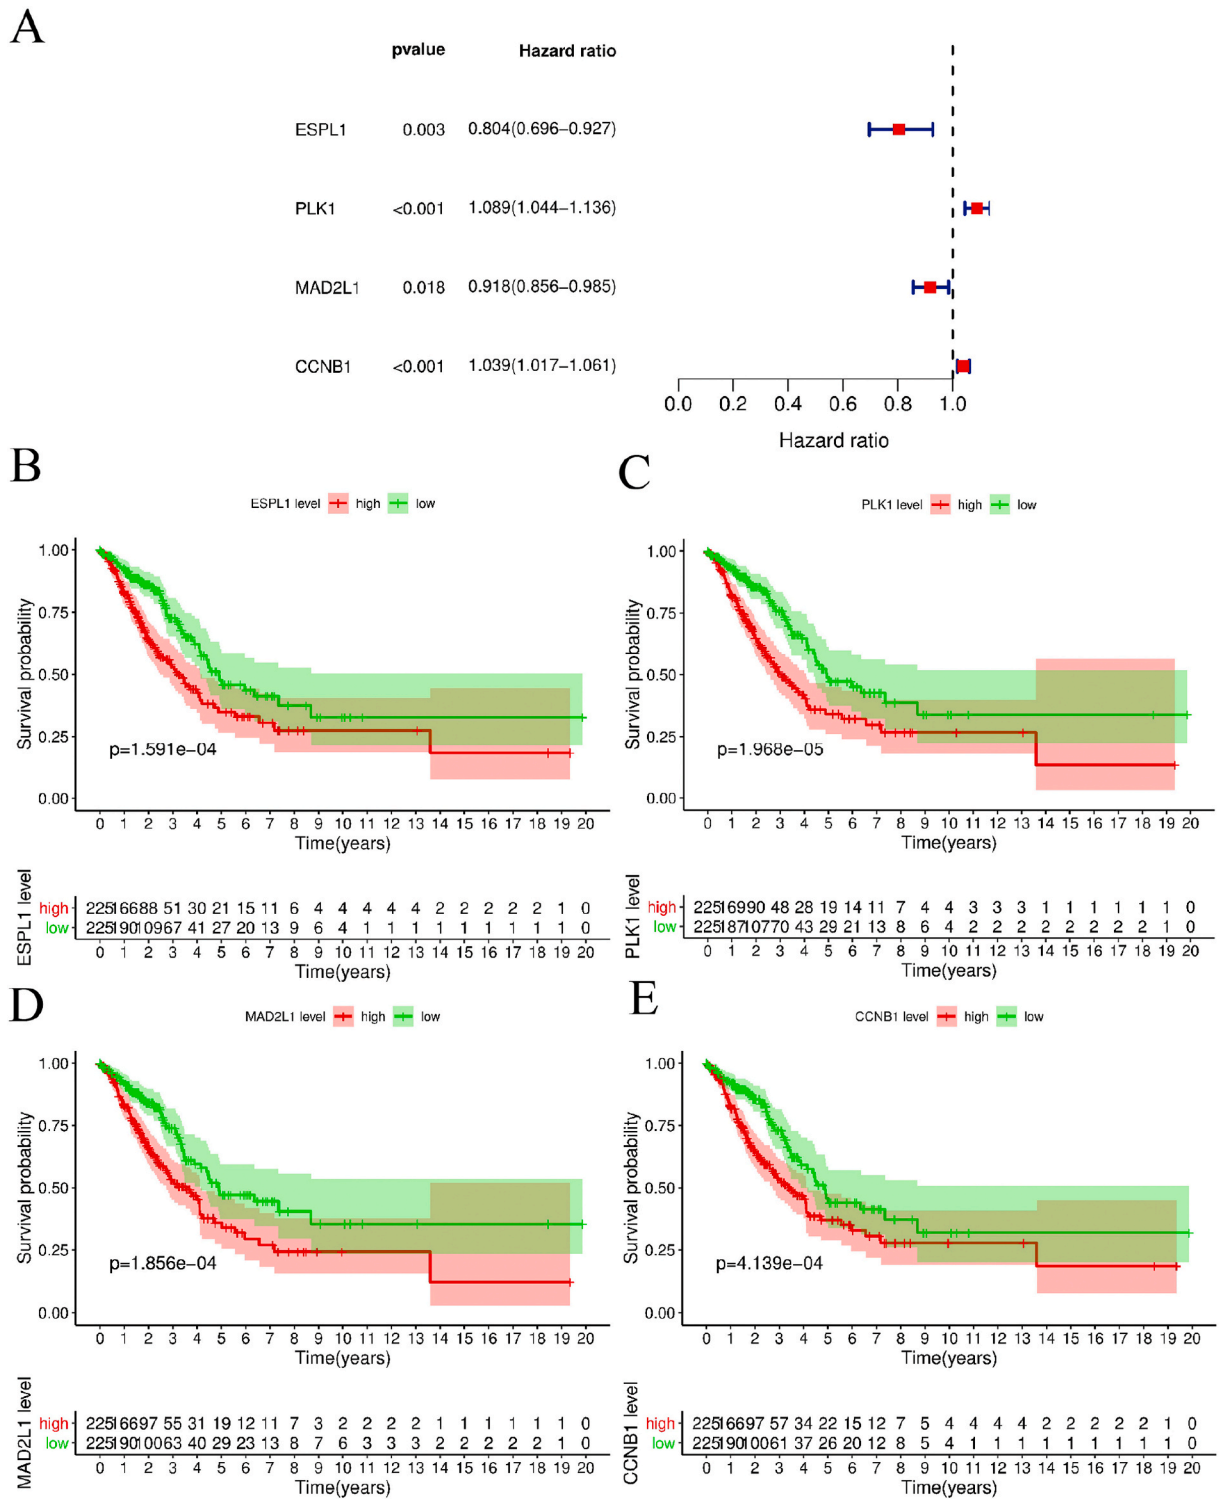 A
pvalue Hazard ratio
ESPL1 0.003 0.804(0.696–0.927)
PLK1 <0.001 1.089(1.044–1.136)
MAD2L1 0.018 0.918(0.856–0.985)
CCNB1 <0.001 1.039(1.017–1.061)
0.0 0.2 0.4 0.6 0.8 1.0
Hazard ratio
B
ESPL1 level high low
Survival probability
1.00
0.75
0.50
0.25
0.00
p=1.591e−04
0 1 2 3 4 5 6 7 8 9 10 11 12 13 14 15 16 17 18 19 20
Time(years)
ESPL1 level
high 225 166 88 51 30 21 15 11 6 4 4 4 4 4 2 2 2 2 2 1 0
low 225 190 109 67 41 27 20 13 9 6 4 1 1 1 1 1 1 1 1 1 0
0 1 2 3 4 5 6 7 8 9 10 11 12 13 14 15 16 17 18 19 20
Time(years)
C
PLK1 level high low
Survival probability
1.00
0.75
0.50
0.25
0.00
p=1.968e−05
0 1 2 3 4 5 6 7 8 9 10 11 12 13 14 15 16 17 18 19 20
Time(years)
PLK1 level
high 225 169 90 48 28 19 14 11 7 4 4 3 3 3 1 1 1 1 1 1 0
low 225 187 107 70 43 29 21 13 8 6 4 2 2 2 2 2 2 2 2 1 0
0 1 2 3 4 5 6 7 8 9 10 11 12 13 14 15 16 17 18 19 20
Time(years)
D
MAD2L1 level high low
Survival probability
1.00
0.75
0.50
0.25
0.00
p=1.856e−04
0 1 2 3 4 5 6 7 8 9 10 11 12 13 14 15 16 17 18 19 20
Time(years)
MAD2L1 level
high 225 166 97 55 31 19 12 11 7 3 2 2 2 2 1 1 1 1 1 1 0
low 225 190 100 63 40 29 23 13 8 7 6 3 3 3 2 2 2 2 2 1 0
0 1 2 3 4 5 6 7 8 9 10 11 12 13 14 15 16 17 18 19 20
Time(years)
E
CCNB1 level high low
Survival probability
1.00
0.75
0.50
0.25
0.00
p=4.139e−04
0 1 2 3 4 5 6 7 8 9 10 11 12 13 14 15 16 17 18 19 20
Time(years)
CCNB1 level
high 225 166 97 57 34 22 15 12 7 5 4 4 4 4 2 2 2 2 2 1 0
low 225 190 100 61 37 26 20 12 8 5 4 1 1 1 1 1 1 1 1 1 0
0 1 2 3 4 5 6 7 8 9 10 11 12 13 14 15 16 17 18 19 20
Time(years)